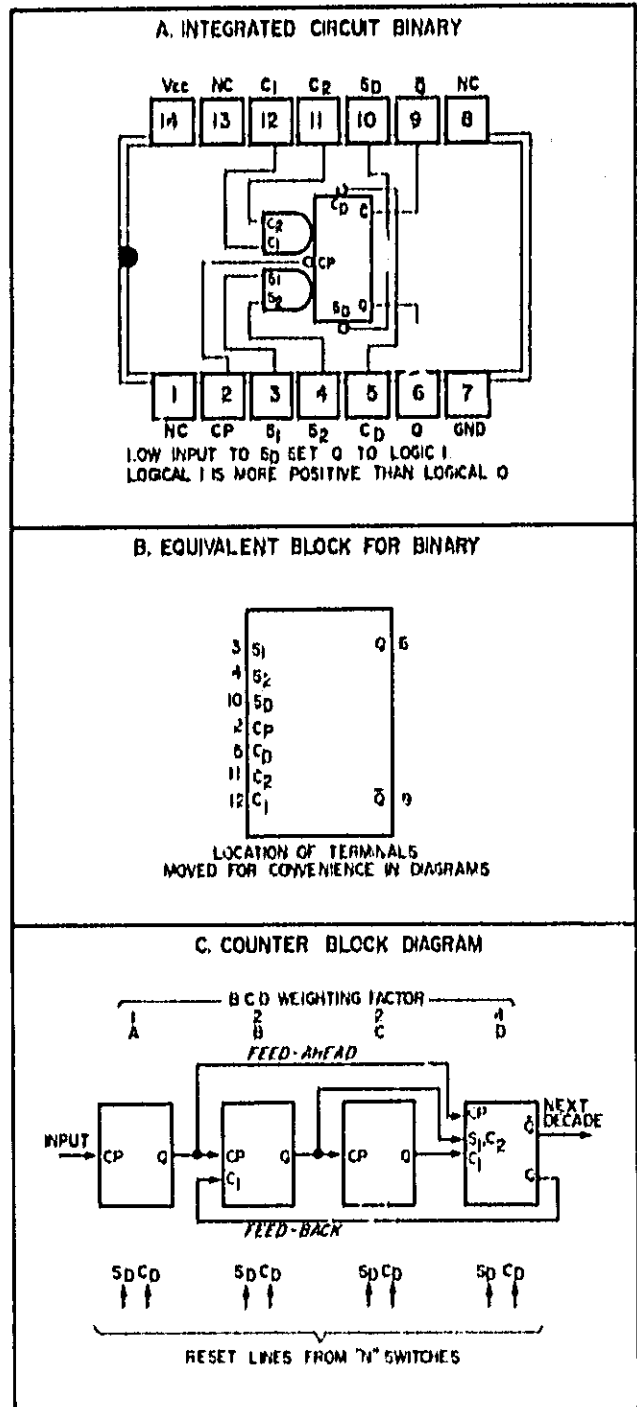 A. INTEGRATED CIRCUIT BINARY
VCC NC C1 C2 SD Q̄ NC
14 13 12 11 10 9 8
CD Q̄
C2
C1
CP
S1
S2
SD Q
1 2 3 4 5 6 7
NC CP S1 S2 CD Q GND
LOW INPUT TO SD SET Q TO LOGIC 1
LOGICAL 1 IS MORE POSITIVE THAN LOGICAL 0
B. EQUIVALENT BLOCK FOR BINARY
3 S1 Q 6
4 S2
10 SD
2 CP
5 CD
11 C2
12 C1 Q̄ 9
LOCATION OF TERMINALS
MOVED FOR CONVENIENCE IN DIAGRAMS
C. COUNTER BLOCK DIAGRAM
BCD WEIGHTING FACTOR
1 2 2 4
A B C D
FEED-AHEAD
INPUT
CP Q
CP Q
C1
CP Q
CP
S1, C2
C1
Q̄
Q
NEXT
DECADE
FEED-BACK
SD CD SD CD SD CD SD CD
RESET LINES FROM "N" SWITCHES